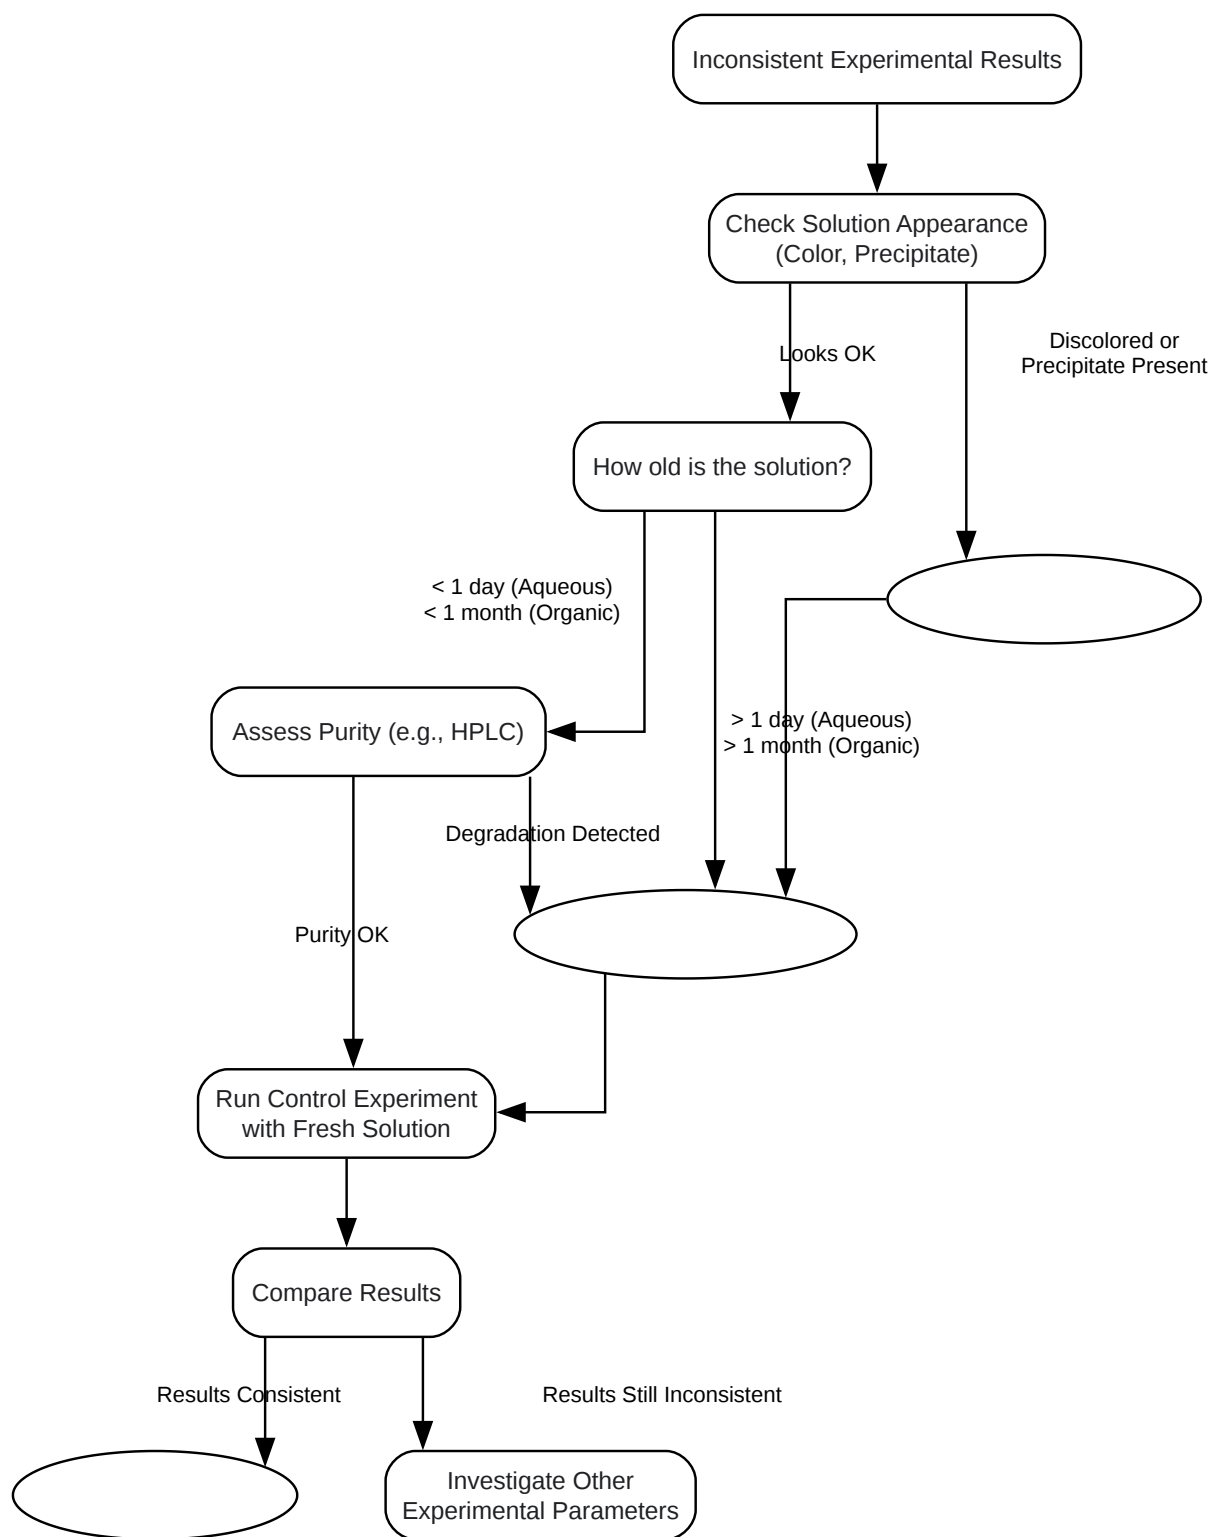 Inconsistent Experimental Results
Check Solution Appearance
(Color, Precipitate)
Looks OK
Discolored or
Precipitate Present
How old is the solution?
< 1 day (Aqueous)
< 1 month (Organic)
> 1 day (Aqueous)
> 1 month (Organic)
Assess Purity (e.g., HPLC)
Degradation Detected
Purity OK
Run Control Experiment
with Fresh Solution
Compare Results
Results Consistent
Results Still Inconsistent
Investigate Other
Experimental Parameters